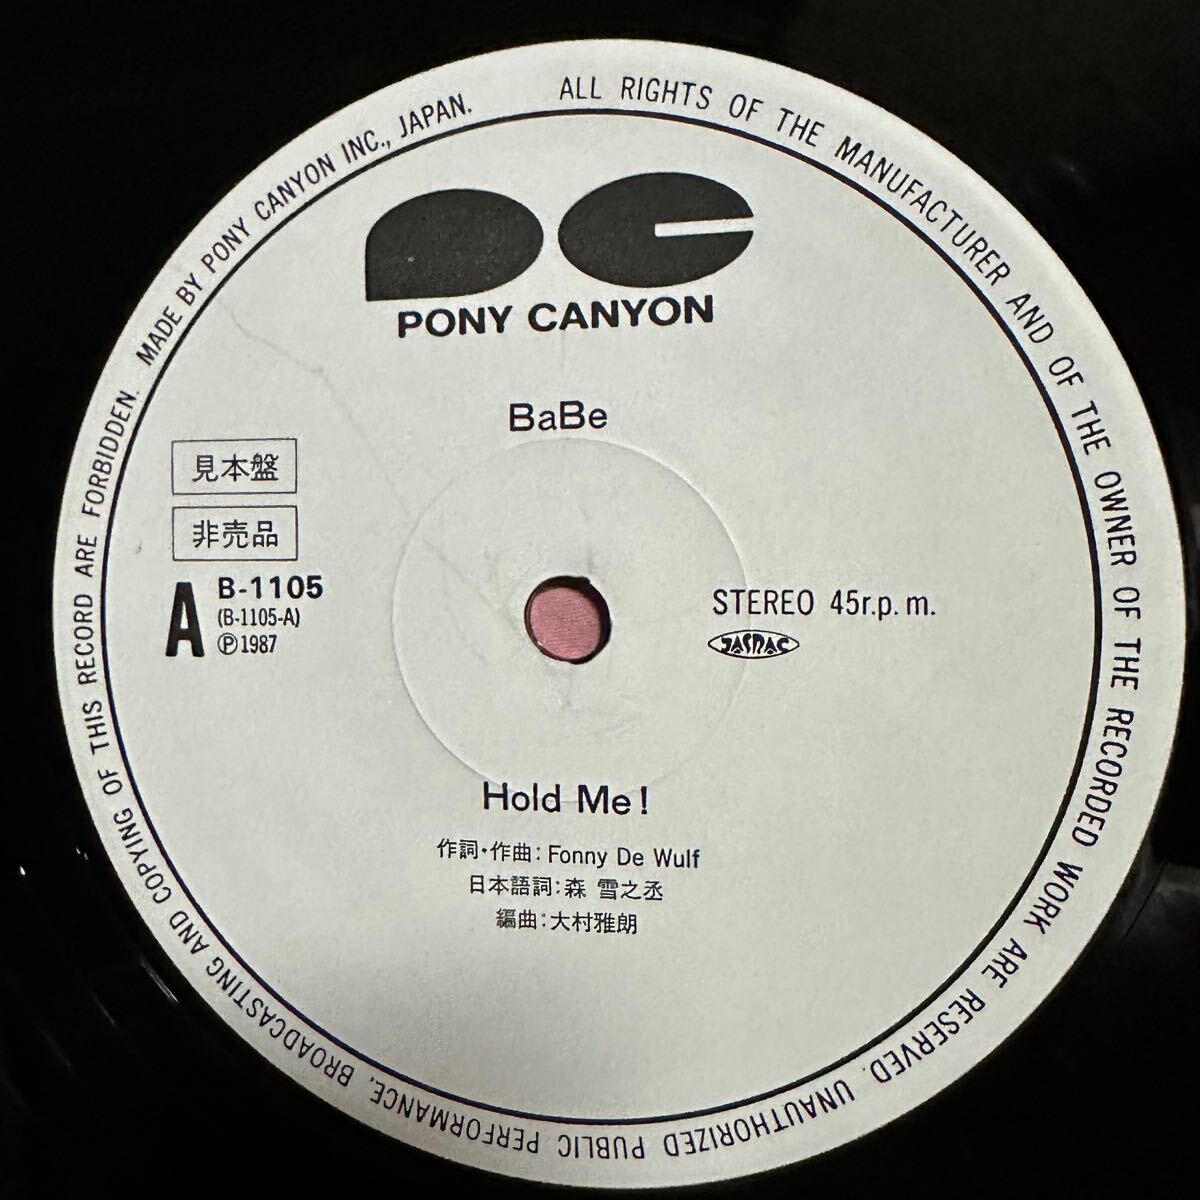 ALL RIGHTS OF THE MANUFACTURER AND OF THE OWNER OF THE RECORDED WORK ARE RESERVED. UNAUTHORIZED PUBLIC PERFORMANCE, BROADCASTING AND COPYING OF THIS RECORD ARE FORBIDDEN. MADE BY PONY CANYON INC., JAPAN.
PONY CANYON
BaBe
見本盤
非売品
A B-1105
(B-1105-A)
Ⓟ1987
STEREO 45r.p.m.
JASRAC
Hold Me!
作詞・作曲:Fonny De Wulf
日本語詞:森 雪之丞
編曲:大村雅朗